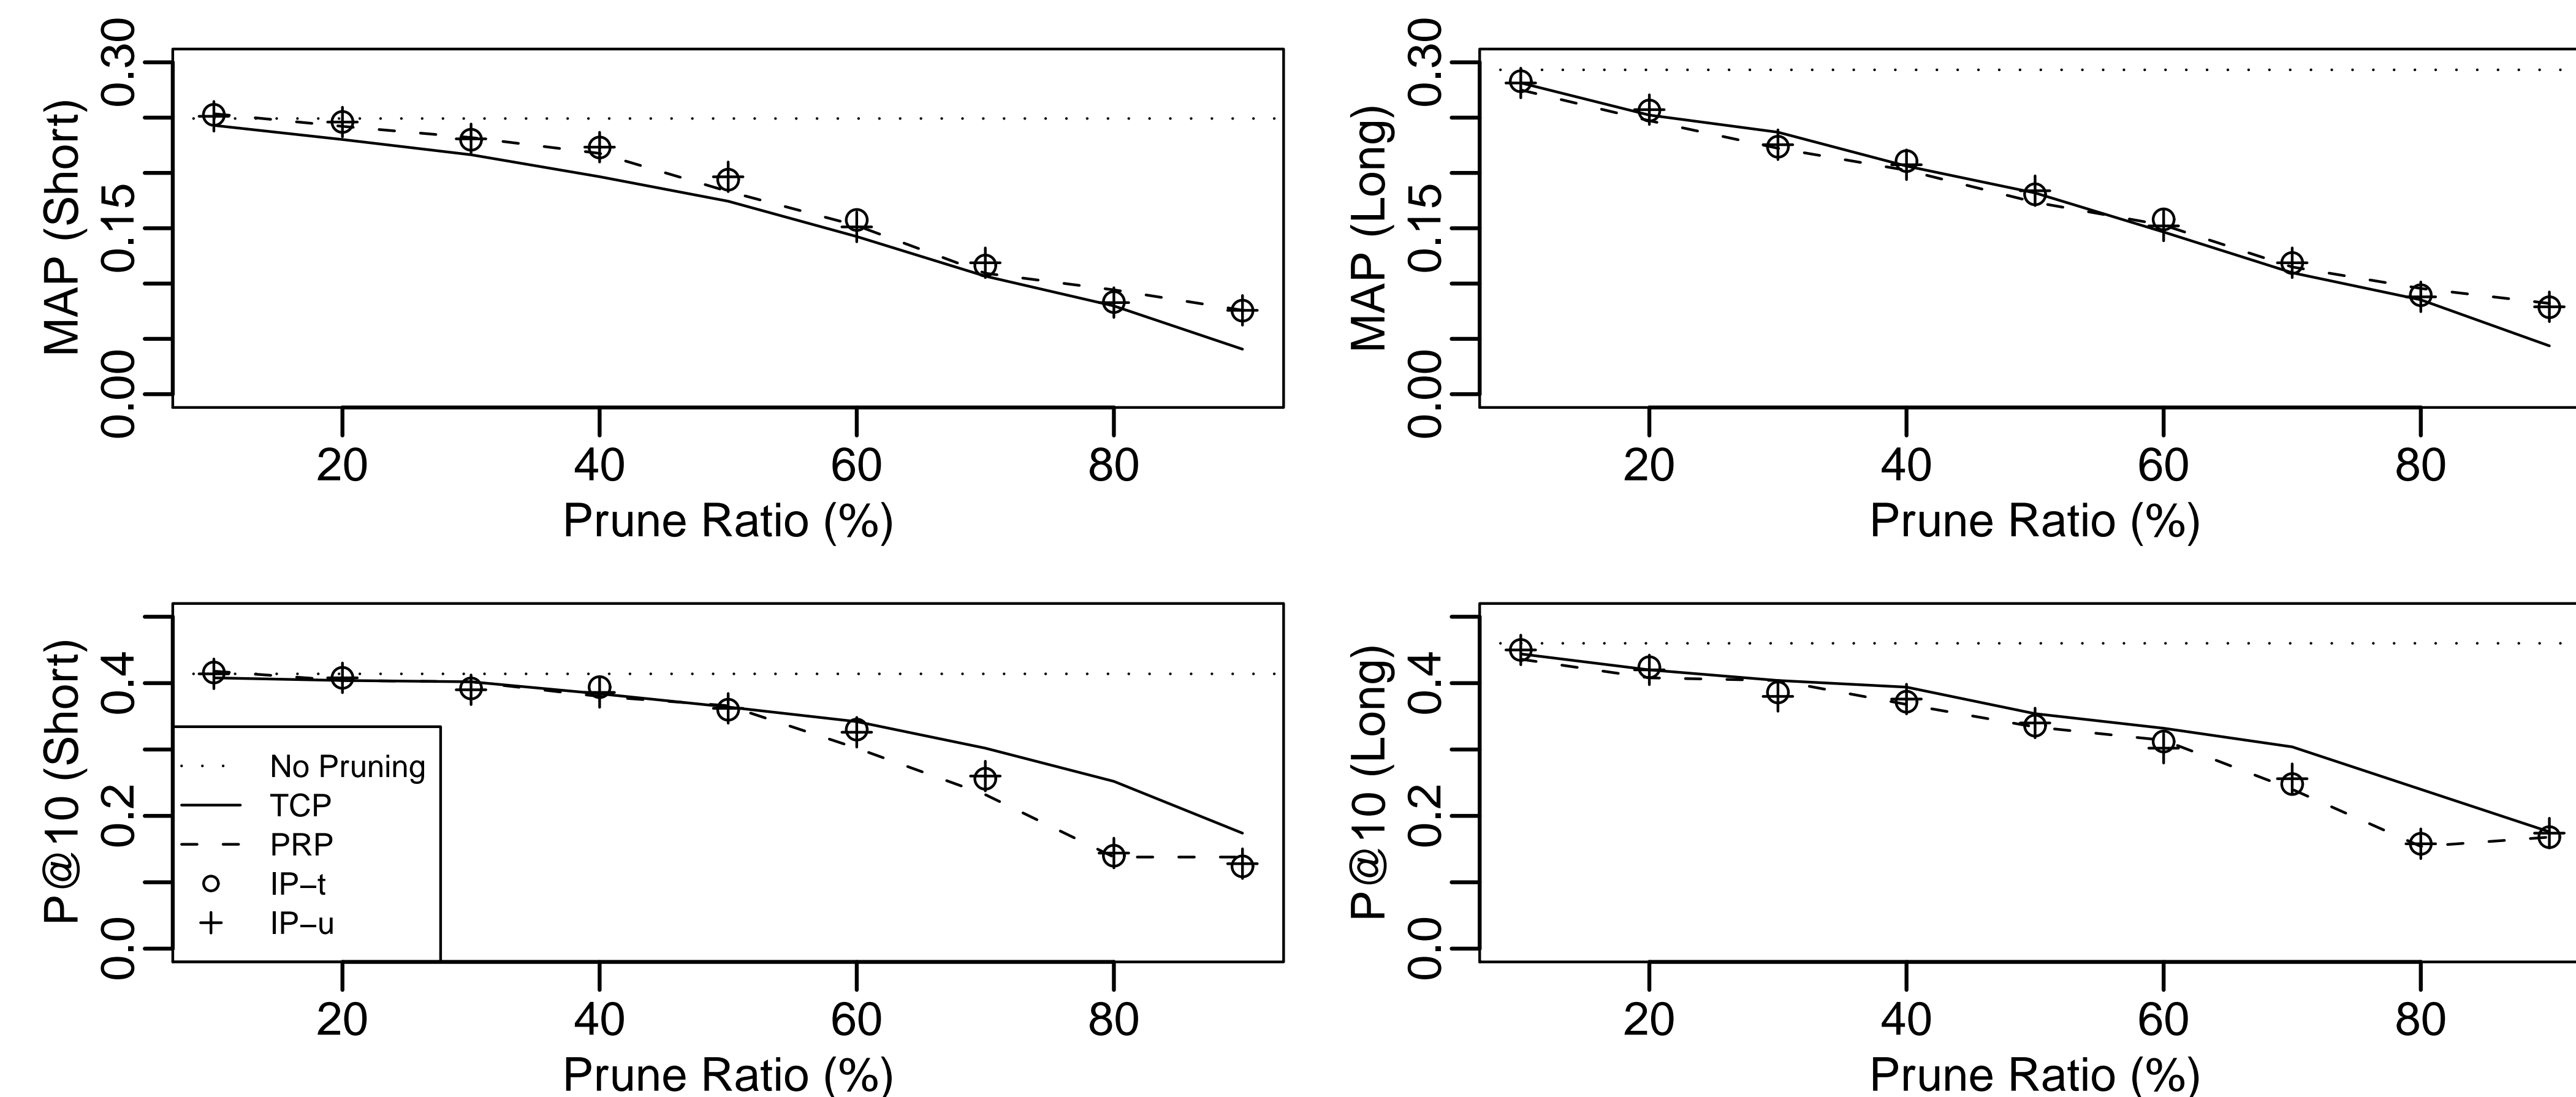 MAP (Short)
0.00 0.15 0.30
20 40 60 80
Prune Ratio (%)
MAP (Long)
0.00 0.15 0.30
20 40 60 80
Prune Ratio (%)
P@10 (Short)
0.0 0.2 0.4
No Pruning
TCP
PRP
IP−t
IP−u
20 40 60 80
Prune Ratio (%)
P@10 (Long)
0.0 0.2 0.4
20 40 60 80
Prune Ratio (%)